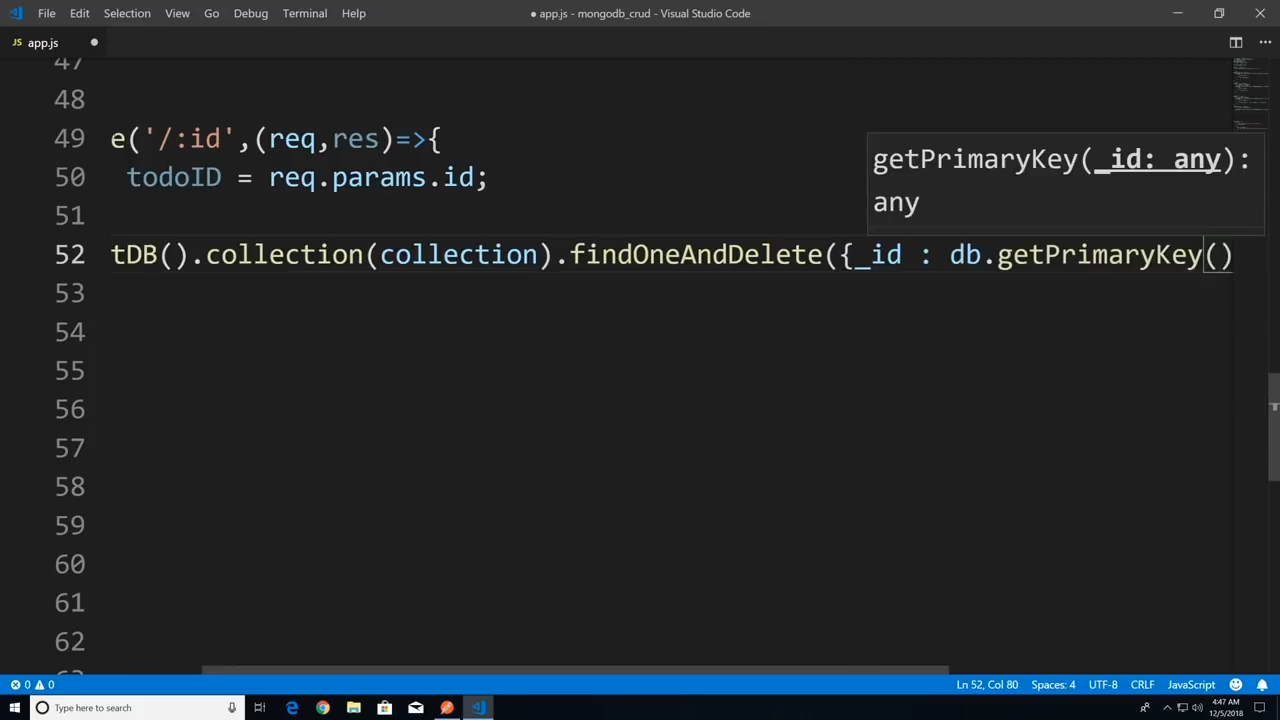 File Edit Selection View Go Debug Terminal Help
● app.js - mongodb_crud - Visual Studio Code
JS app.js
47
48
49 e('/:id',(req,res)=>{
50 todoID = req.params.id;
51
52 tDB().collection(collection).findOneAndDelete({_id : db.getPrimaryKey()
getPrimaryKey(_id: any):
any
53
54
55
56
57
58
59
60
61
62
0 0 Ln 52, Col 80 Spaces: 4 UTF-8 CRLF JavaScript
Type here to search
4:47 AM
12/5/2018